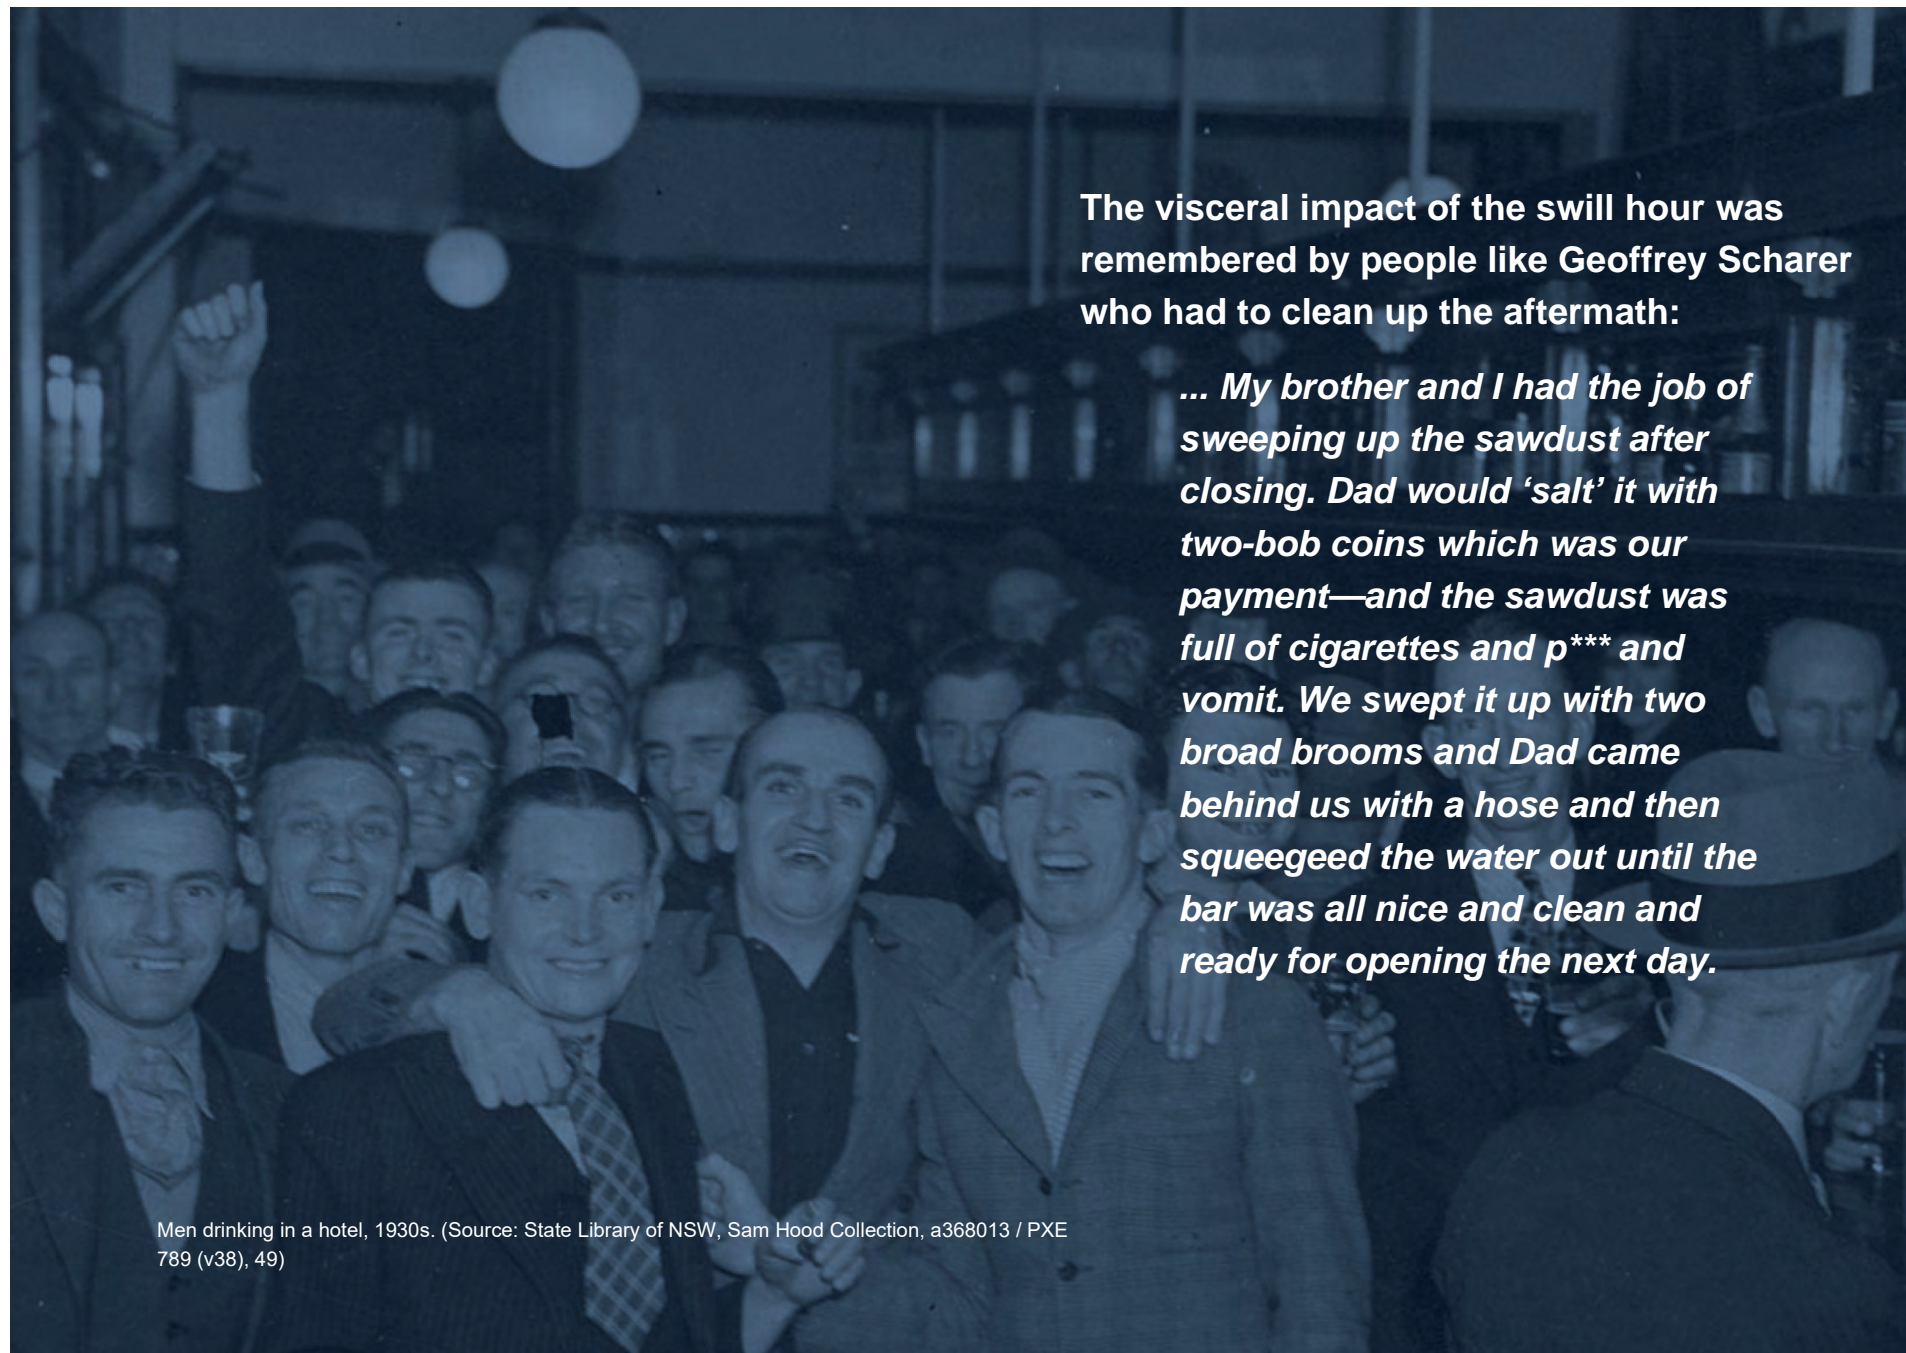 The visceral impact of the swill hour was
remembered by people like Geoffrey Scharer
who had to clean up the aftermath:
... My brother and I had the job of
sweeping up the sawdust after
closing. Dad would ‘salt’ it with
two-bob coins which was our
payment—and the sawdust was
full of cigarettes and p*** and
vomit. We swept it up with two
broad brooms and Dad came
behind us with a hose and then
squeegeed the water out until the
bar was all nice and clean and
ready for opening the next day.
Men drinking in a hotel, 1930s. (Source: State Library of NSW, Sam Hood Collection, a368013 / PXE
789 (v38), 49)